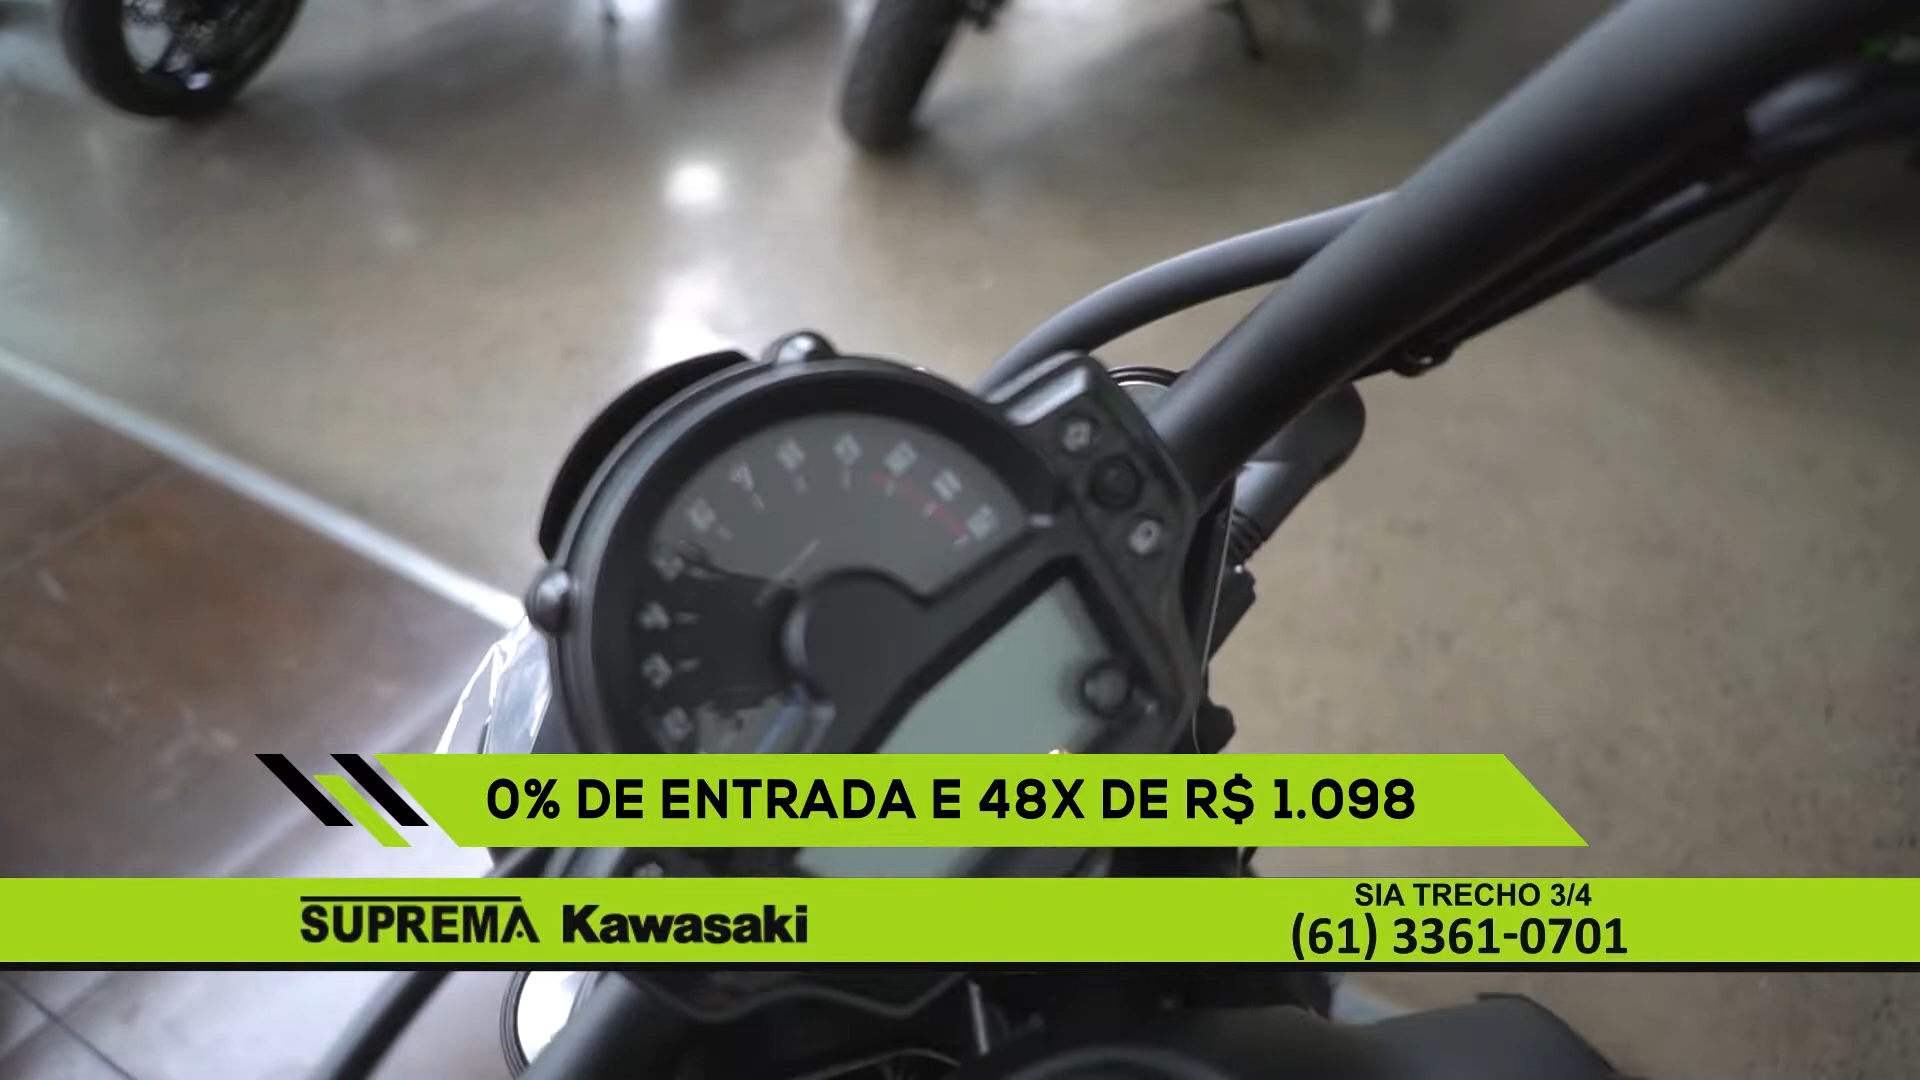 0% DE ENTRADA E 48X DE R$ 1.098
SUPREMA Kawasaki
SIA TRECHO 3/4
(61) 3361-0701